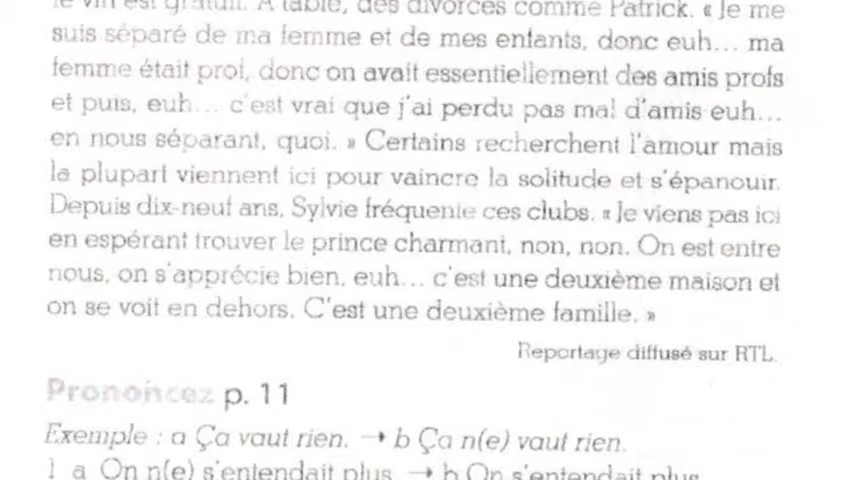 le vin est gratuit. À table, des divorcés comme Patrick. « Je me
suis séparé de ma femme et de mes enfants, donc euh… ma
femme était prof, donc on avait essentiellement des amis profs
et puis, euh… c'est vrai que j'ai perdu pas mal d'amis euh…
en nous séparant, quoi. » Certains recherchent l'amour mais
la plupart viennent ici pour vaincre la solitude et s'épanouir.
Depuis dix-neuf ans, Sylvie fréquente ces clubs. « Je viens pas ici
en espérant trouver le prince charmant, non, non. On est entre
nous, on s'apprécie bien, euh… c'est une deuxième maison et
on se voit en dehors. C'est une deuxième famille. »
Reportage diffusé sur RTL.
Prononcez p. 11
Exemple : a Ça vaut rien. → b Ça n(e) vaut rien.
1 a On n(e) s'entendait plus → b On s'entendait plus